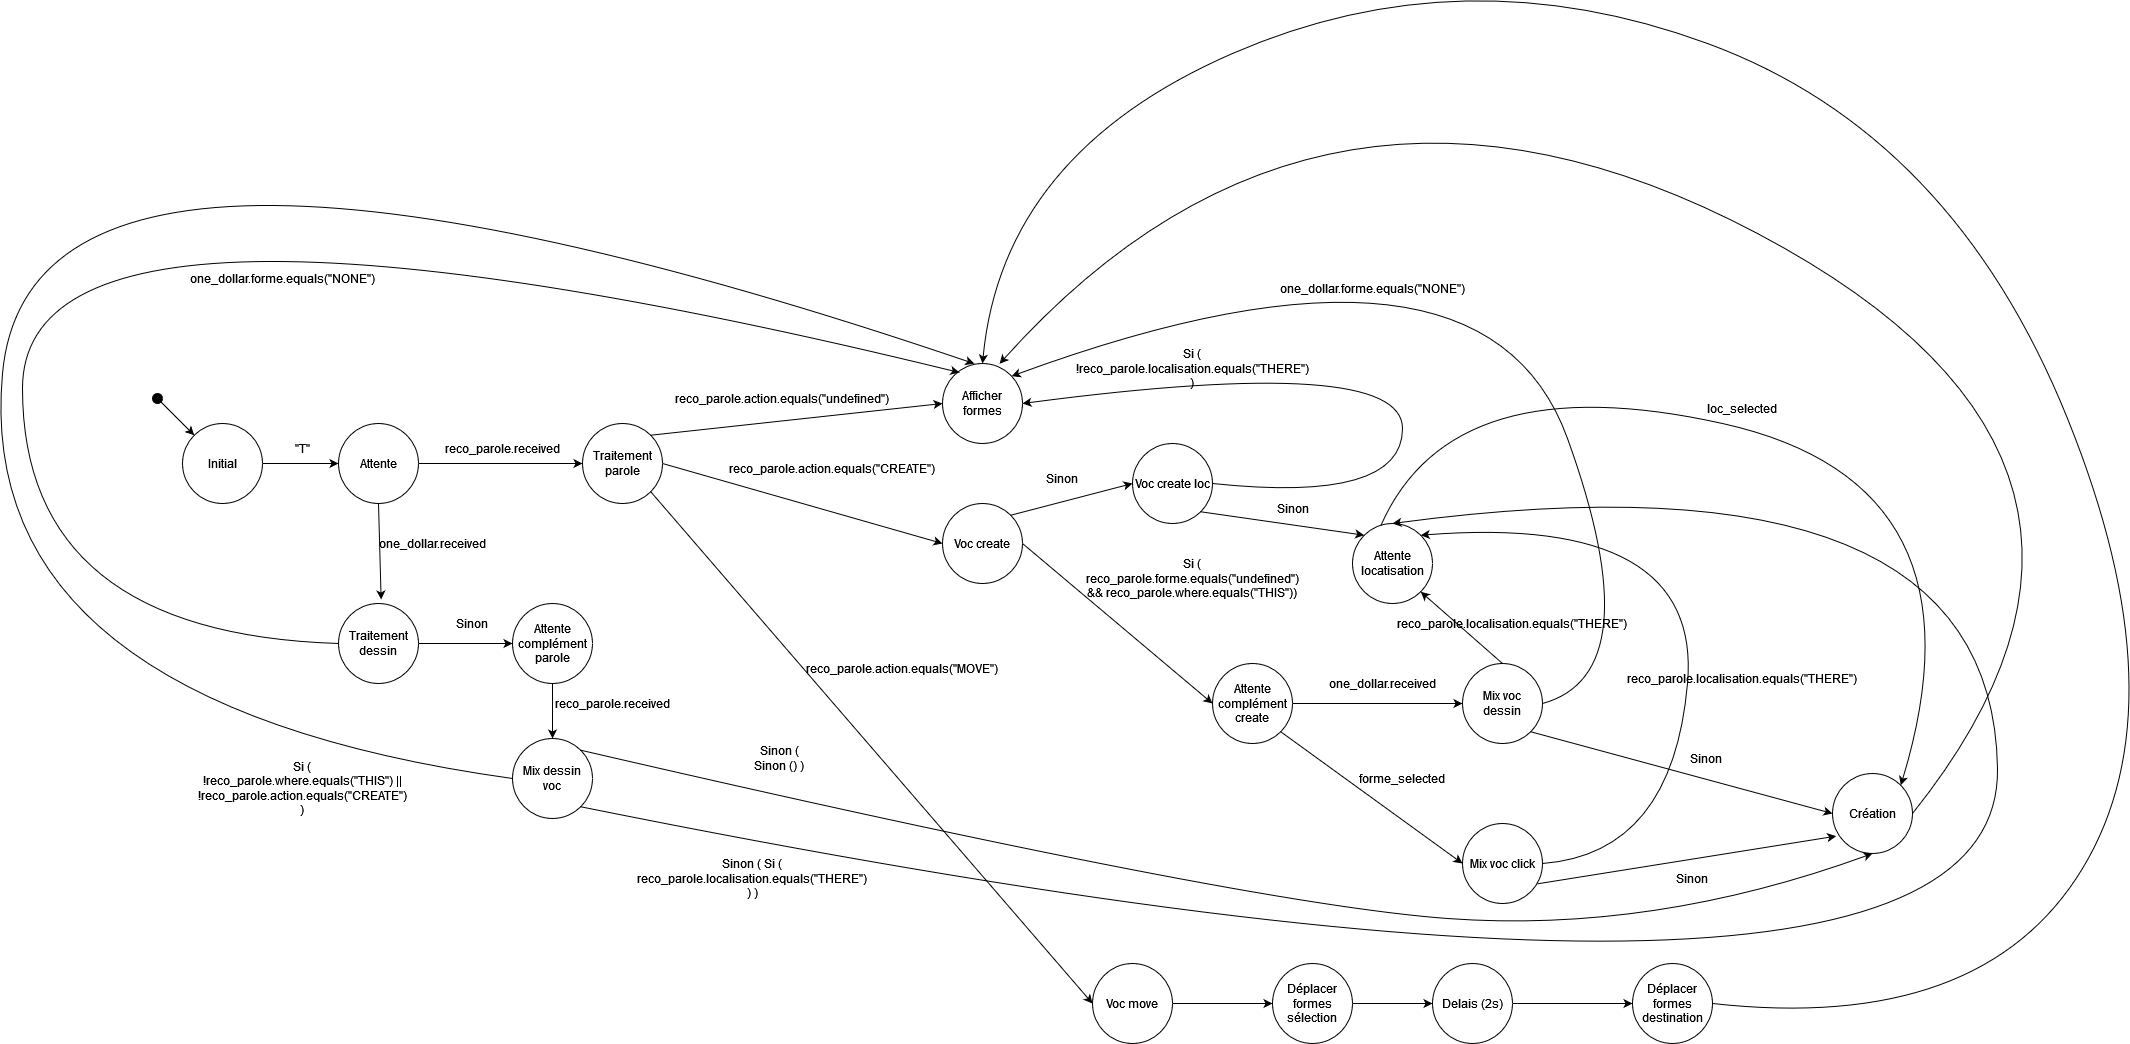 one_dollar.forme.equals("NONE")
one_dollar.forme.equals("NONE")
Si (
!reco_parole.localisation.equals("THERE")
)
reco_parole.action.equals("undefined")
Afficher
formes
loc_selected
Initial
"T"
Attente
reco_parole.received
Traitement
parole
reco_parole.action.equals("CREATE")
Sinon
Voc create loc
Sinon
Voc create
one_dollar.received
Attente
locatisation
Si (
reco_parole.forme.equals("undefined")
&& reco_parole.where.equals("THIS"))
Traitement
dessin
Sinon
Attente
complément
parole
reco_parole.localisation.equals("THERE")
reco_parole.action.equals("MOVE")
Attente
complément
create
one_dollar.received
Mix voc
dessin
reco_parole.localisation.equals("THERE")
reco_parole.received
Sinon (
Sinon () )
Sinon
Si (
!reco_parole.where.equals("THIS") ||
!reco_parole.action.equals("CREATE")
)
Mix dessin
voc
forme_selected
Création
Sinon ( Si (
reco_parole.localisation.equals("THERE")
) )
Mix voc click
Sinon
Voc move
Déplacer
formes
sélection
Delais (2s)
Déplacer
formes
destination